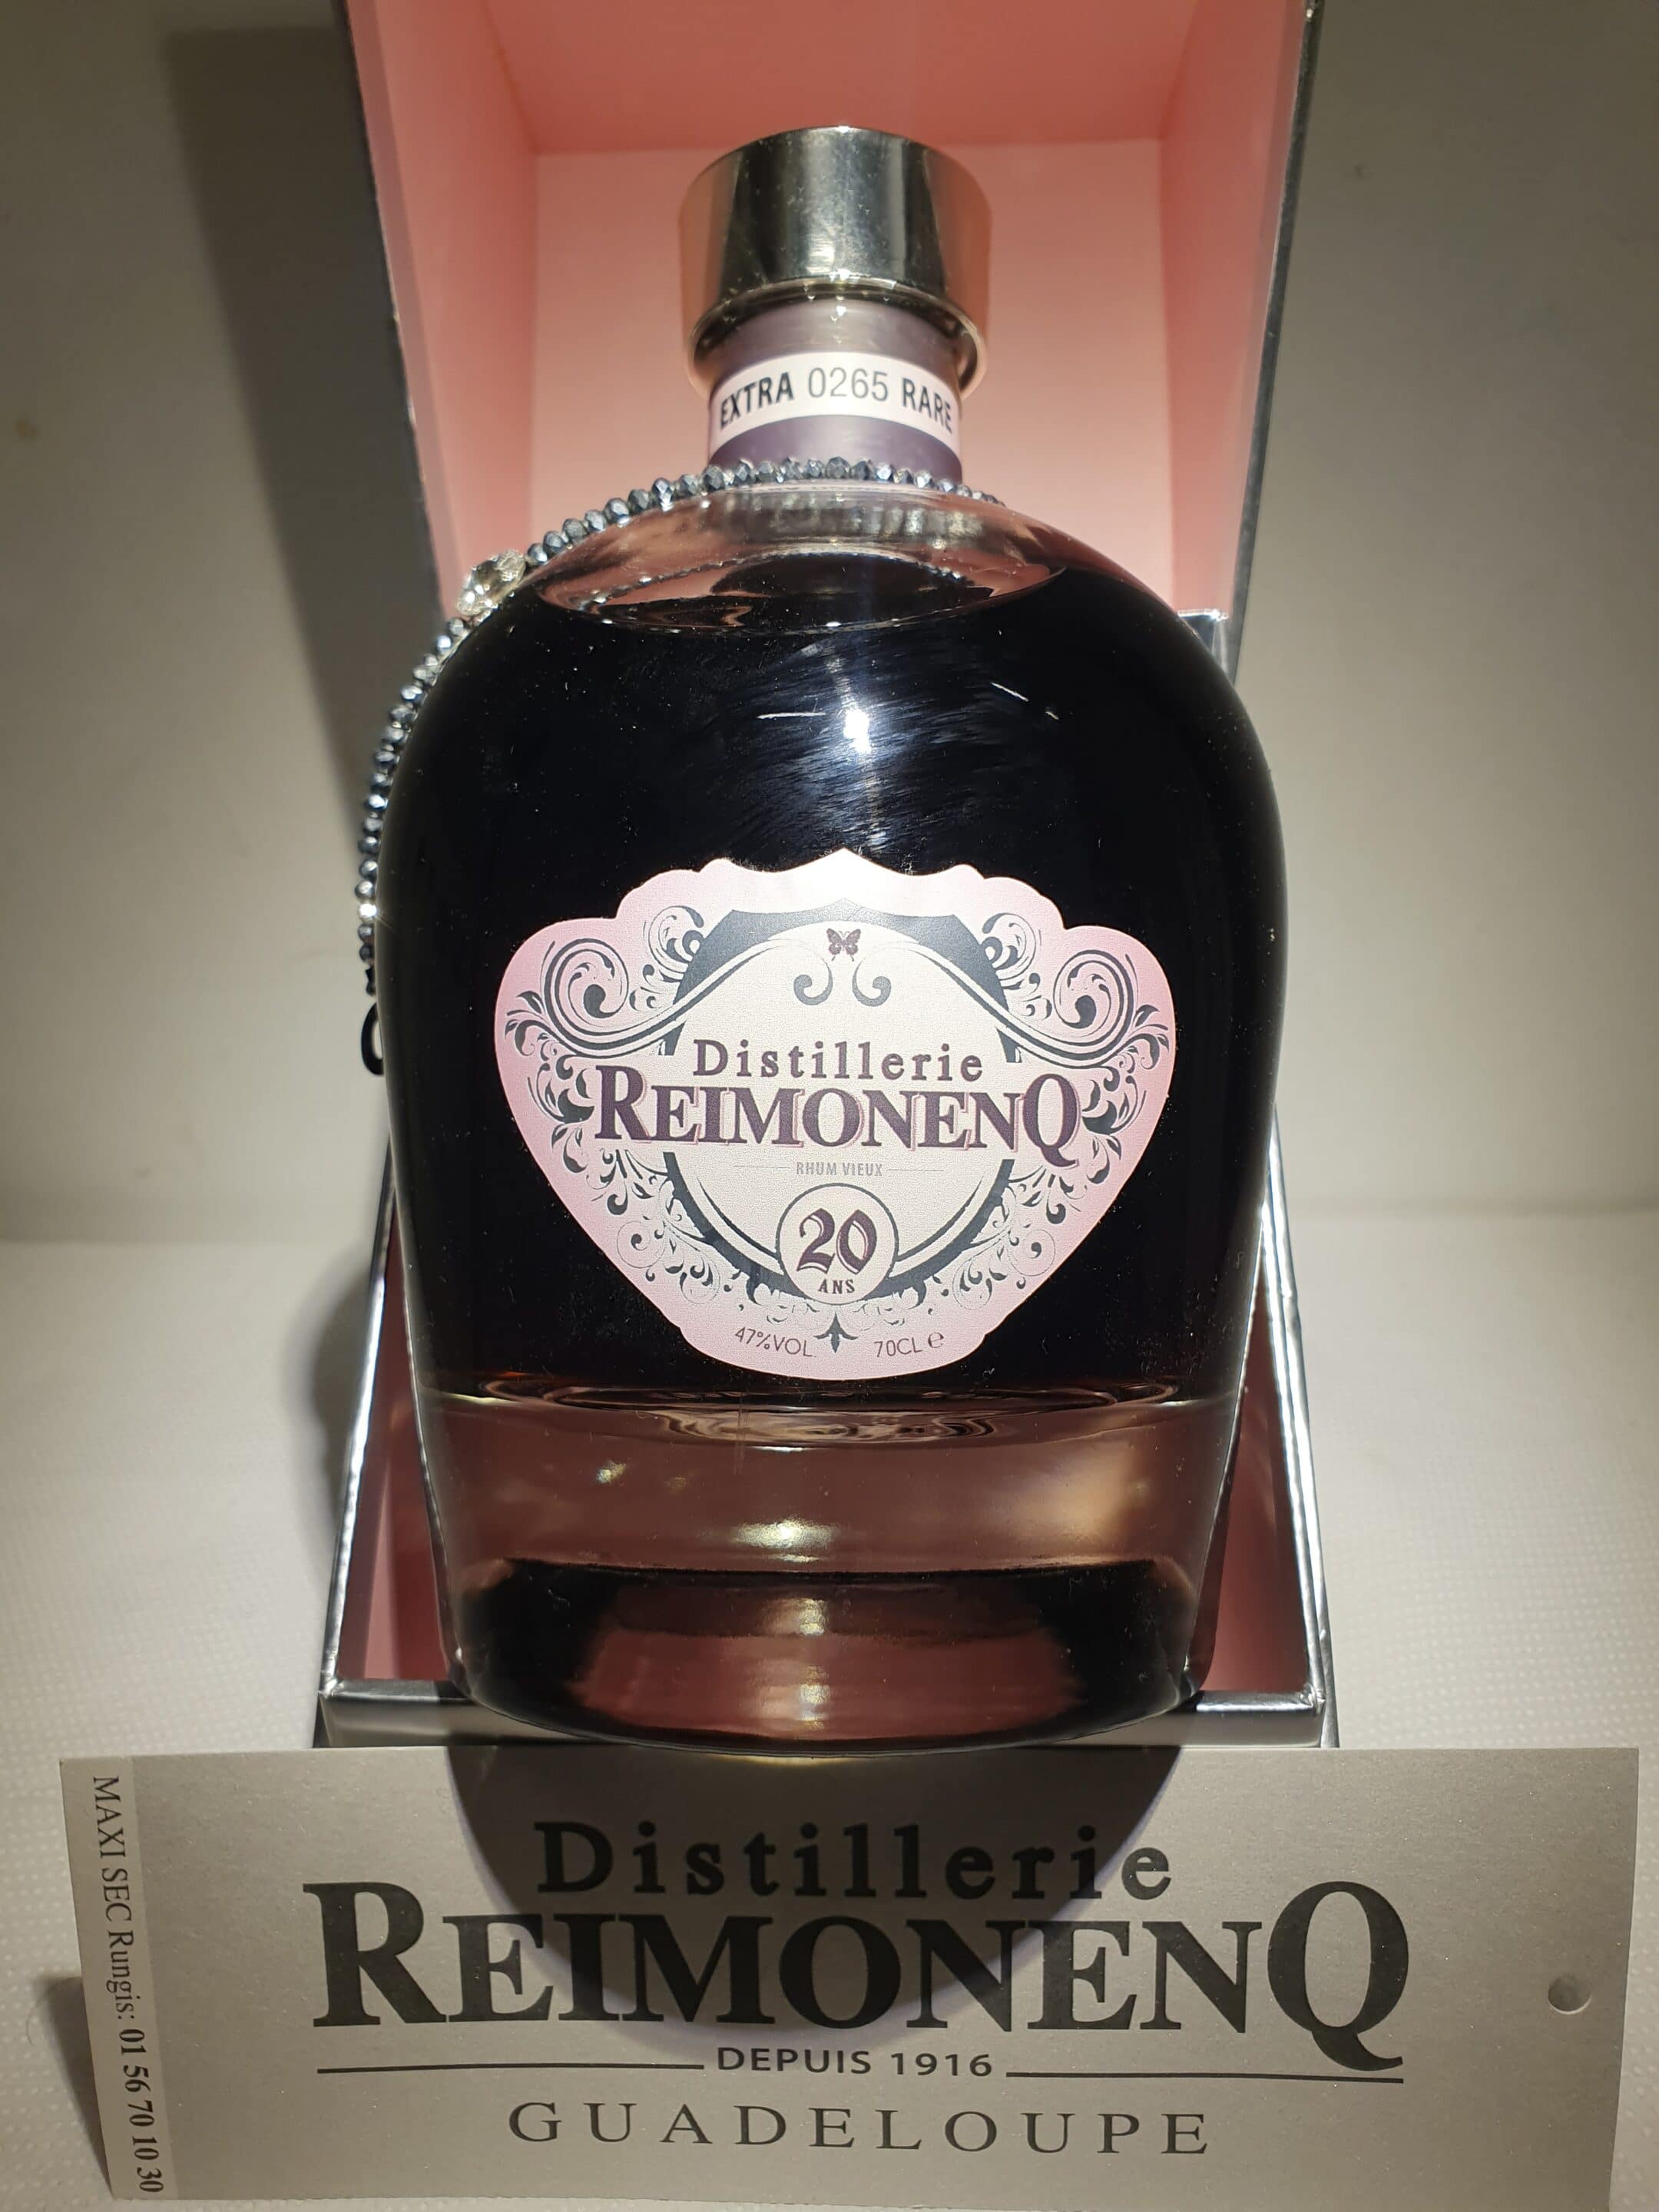 EXTRA 0265 RARE
Distillerie
REIMONENQ
RHUM VIEUX
20
ANS
47%VOL. 70CL e
MAXI SEC Rungis: 01 56 70 10 30
Distillerie
REIMONENQ
DEPUIS 1916
GUADELOUPE